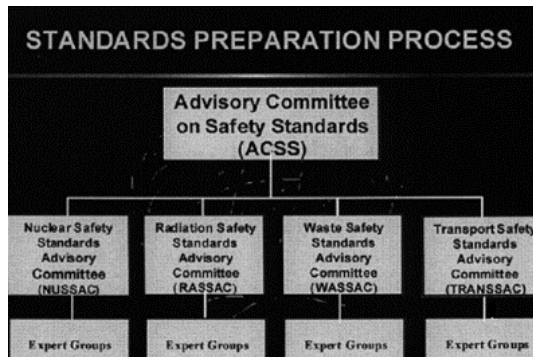 STANDARDS PREPARATION PROCESS
Advisory Committee
on Safety Standards
(ACSS)
Nuclear Safety
Standards
Advisory
Committee
(NUSSAC)
Radiation Safety
Standards
Advisory
Committee
(RASSAC)
Waste Safety
Standards
Advisory
Committee
(WASSAC)
Transport Safety
Standards
Advisory
Committee
(TRANSSAC)
Expert Groups
Expert Groups
Expert Groups
Expert Groups